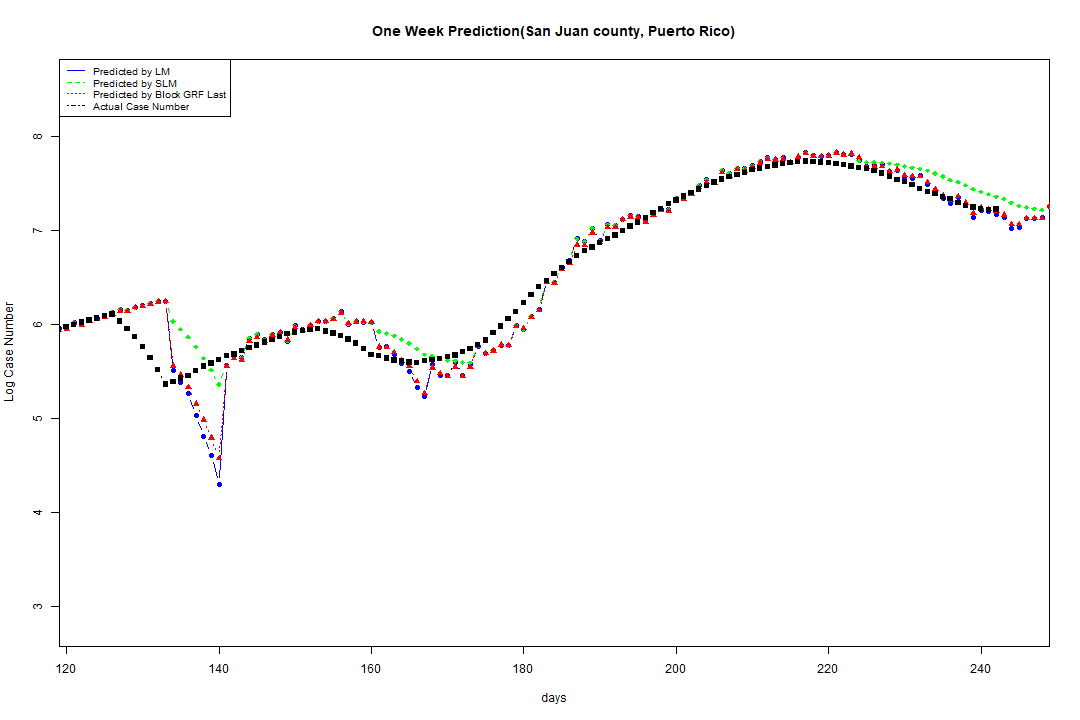 One Week Prediction(San Juan county, Puerto Rico)
Predicted by LM
Predicted by SLM
Predicted by Block GRF Last
Actual Case Number
Log Case Number
8
7
6
5
4
3
120 140 160 180 200 220 240
days